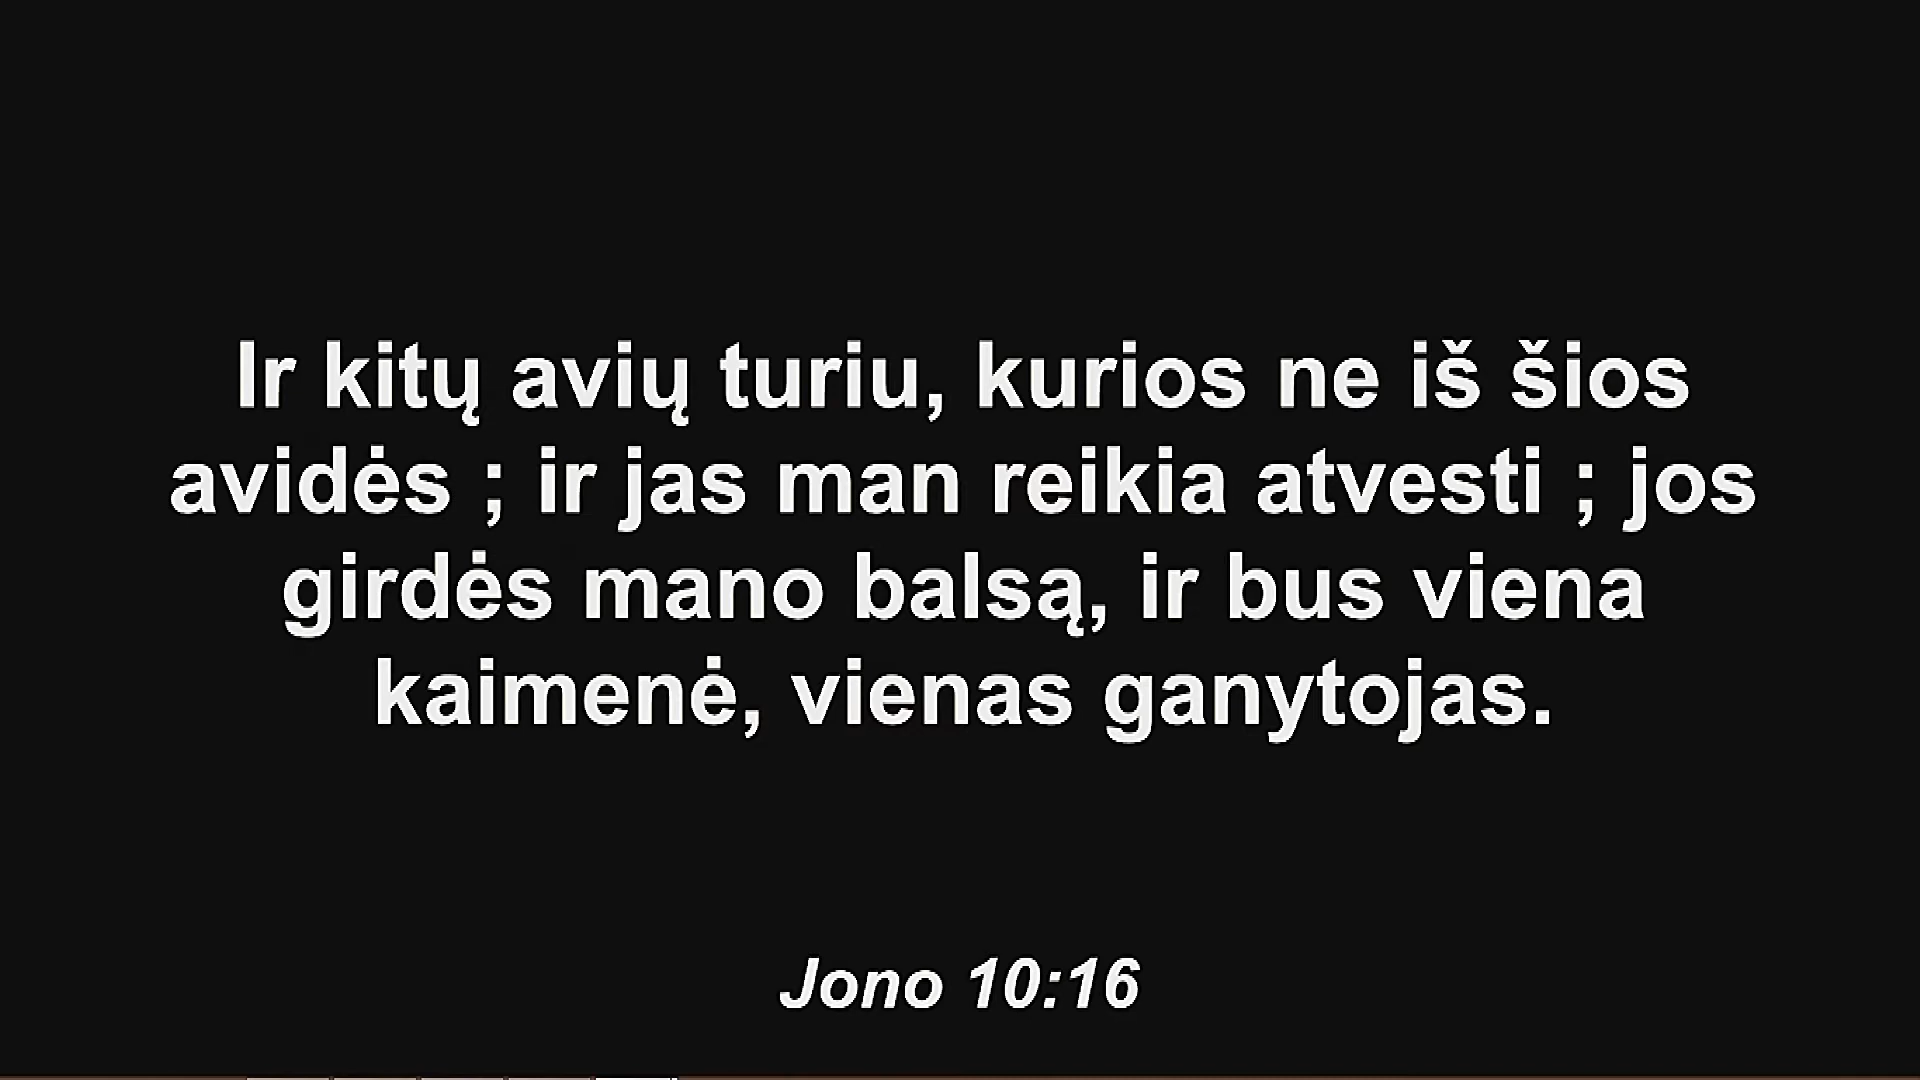 Ir kitų avių turiu, kurios ne iš šios
avidės ; ir jas man reikia atvesti ; jos
girdės mano balsą, ir bus viena
kaimenė, vienas ganytojas.
Jono 10:16